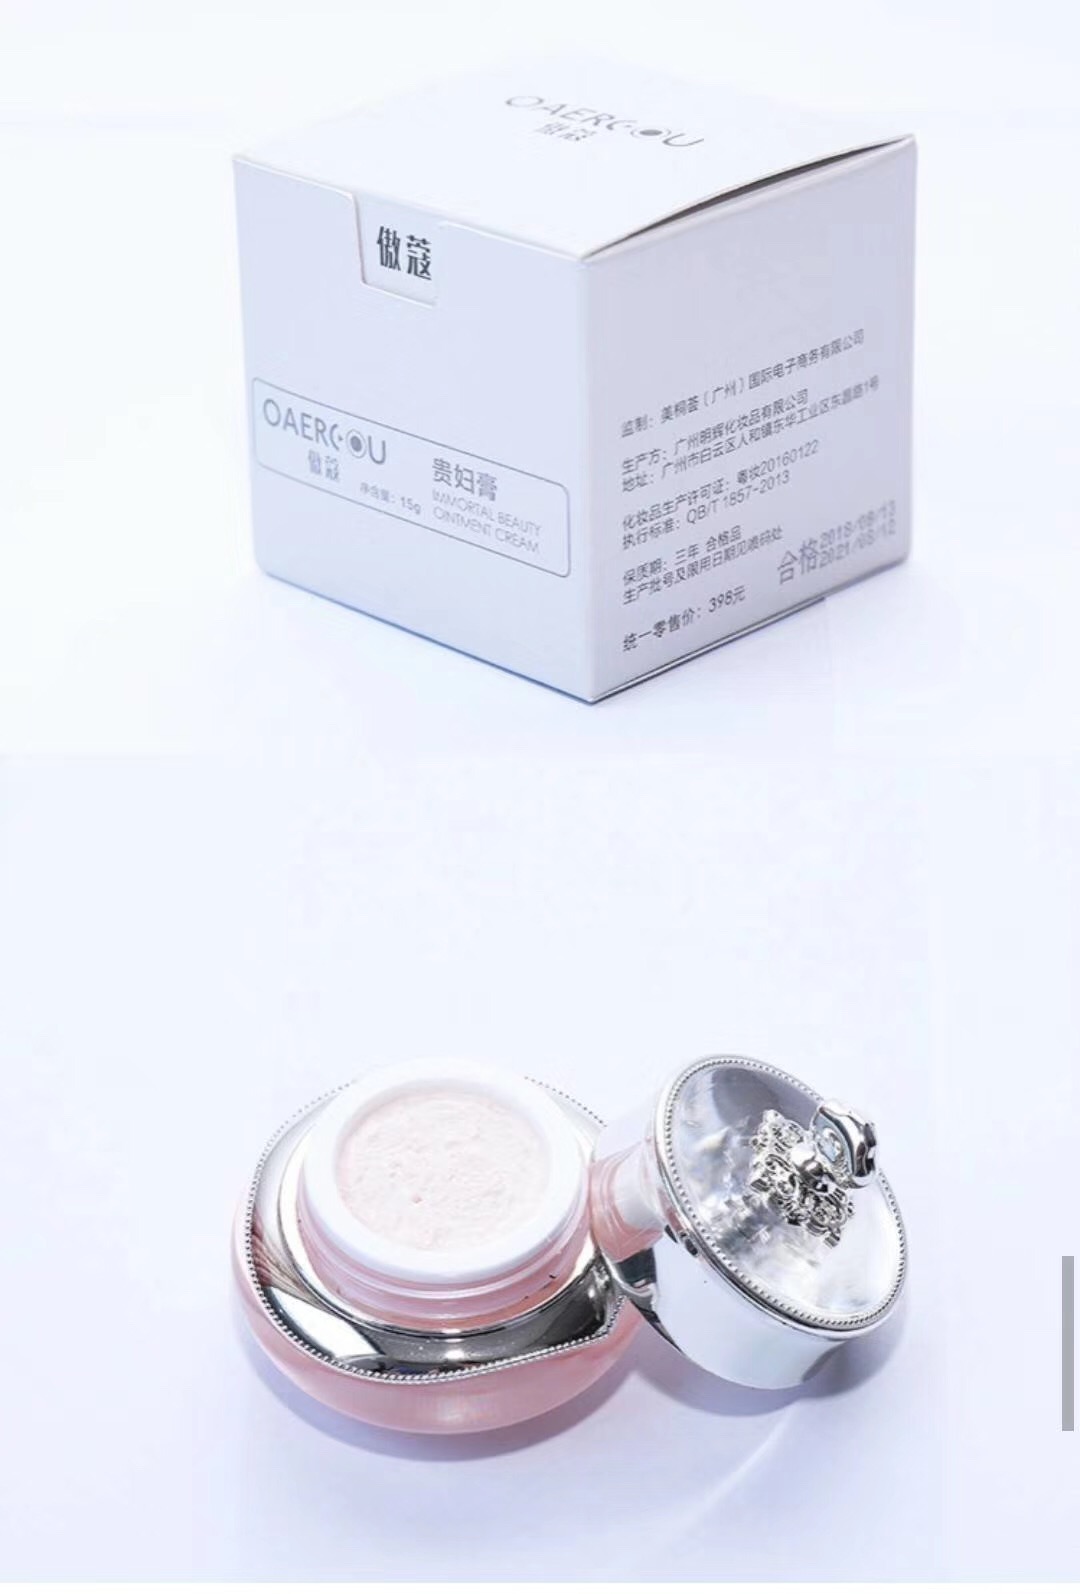 OAERCOU
傲蔻
傲蔻
OAERCOU
傲蔻
净含量：15g
贵妇膏
IMMORTAL BEAUTY
OINTMENT CREAM
监制：美桐荟（广州）国际电子商务有限公司
生产方：广州明辉化妆品有限公司
地址：广州市白云区人和镇东华工业区东昌路1号
化妆品生产许可证：粤妆20160122
执行标准：QB/T 1857-2013
保质期：三年 合格品
生产批号及限用日期见喷码处
合格 2018/08/13
2021/08/12
统一零售价：398元